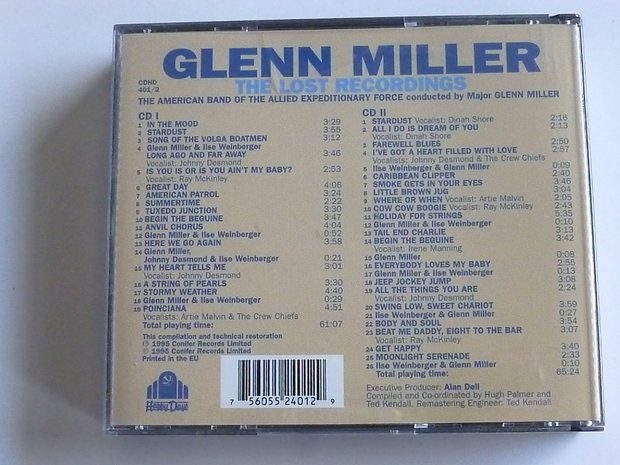 GLENN MILLER
THE LOST RECORDINGS
CDHD
401/2
THE AMERICAN BAND OF THE ALLIED EXPEDITIONARY FORCE conducted by Major GLENN MILLER
CD I
1 IN THE MOOD 3:29
2 STARDUST 3:55
3 SONG OF THE VOLGA BOATMEN 3:12
4 Glenn Miller & Ilse Weinberger
LONG AGO AND FAR AWAY 3:46
Vocalist: Johnny Desmond
5 IS YOU IS OR IS YOU AIN'T MY BABY? 2:53
Vocalist: Ray McKinley
6 GREAT DAY 4:06
7 AMERICAN PATROL 3:24
8 SUMMERTIME 2:22
9 TUXEDO JUNCTION 3:30
10 BEGIN THE BEGUINE 3:47
11 ANVIL CHORUS 4:04
12 Glenn Miller & Ilse Weinberger 0:52
13 HERE WE GO AGAIN 3:58
14 Glenn Miller,
Johnny Desmond & Ilse Weinberger 0:21
15 MY HEART TELLS ME 3:01
Vocalist: Johnny Desmond
16 A STRING OF PEARLS 3:30
17 STORMY WEATHER 4:40
18 Glenn Miller & Ilse Weinberger 0:29
19 POINCIANA 4:51
Vocalists: Artie Malvin & The Crew Chiefs
Total playing time: 61:07
This compilation and technical restoration
℗ 1995 Conifer Records Limited
© 1995 Conifer Records Limited
Printed in the EU
Happy Days
7 56055 24012 9
CD II
1 STARDUST Vocalist: Dinah Shore 2:16
2 ALL I DO IS DREAM OF YOU 2:13
Vocalist: Dinah Shore
3 FAREWELL BLUES 2:50
4 I'VE GOT A HEART FILLED WITH LOVE 2:57
Vocalists: Johnny Desmond & The Crew Chiefs
5 Ilse Weinberger & Glenn Miller 0:09
6 CARIBBEAN CLIPPER 2:40
7 SMOKE GETS IN YOUR EYES 3:46
8 LITTLE BROWN JUG 3:04
9 WHERE OR WHEN Vocalist: Artie Malvin 2:05
10 COW COW BOOGIE Vocalist: Ray McKinley 2:43
11 HOLIDAY FOR STRINGS 5:35
12 Glenn Miller & Ilse Weinberger 0:10
13 TAIL END CHARLIE 3:13
14 BEGIN THE BEGUINE 3:42
Vocalist: Irene Manning
15 Glenn Miller 0:08
16 EVERYBODY LOVES MY BABY 2:55
17 Glenn Miller & Ilse Weinberger 0:13
18 JEEP JOCKEY JUMP 3:08
19 ALL THE THINGS YOU ARE 2:24
Vocalist: Johnny Desmond
20 SWING LOW, SWEET CHARIOT 3:59
21 Ilse Weinberger & Glenn Miller 0:27
22 BODY AND SOUL 3:54
23 BEAT ME DADDY, EIGHT TO THE BAR 3:07
Vocalist: Ray McKinley
24 GET HAPPY 3:40
25 MOONLIGHT SERENADE 2:33
26 Ilse Weinberger & Glenn Miller 0:10
Total playing time: 65:24
Executive Producer: Alan Dell
Compiled and Co-ordinated by Hugh Palmer and
Ted Kendall. Remastering Engineer: Ted Kendall.